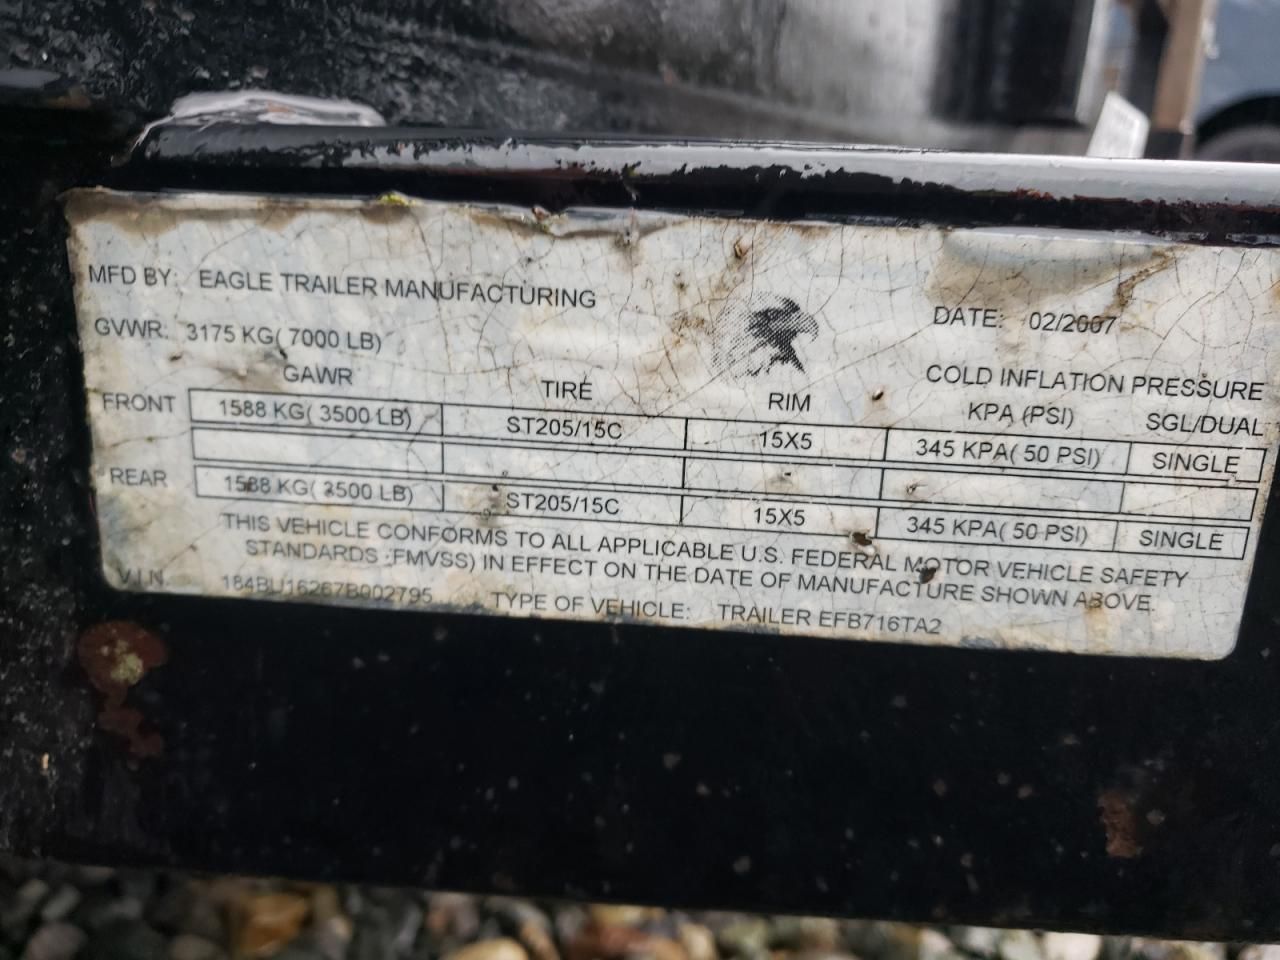 MFD BY: EAGLE TRAILER MANUFACTURING
DATE: 02/2007
GVWR: 3175 KG( 7000 LB)
COLD INFLATION PRESSURE
GAWR TIRE RIM KPA (PSI) SGL/DUAL
FRONT 1588 KG( 3500 LB) ST205/15C 15X5 345 KPA( 50 PSI) SINGLE
REAR 1588 KG( 3500 LB) ST205/15C 15X5 345 KPA( 50 PSI) SINGLE
THIS VEHICLE CONFORMS TO ALL APPLICABLE U.S. FEDERAL MOTOR VEHICLE SAFETY
STANDARDS (FMVSS) IN EFFECT ON THE DATE OF MANUFACTURE SHOWN ABOVE.
V.I.N. 184BU16267B002795 TYPE OF VEHICLE: TRAILER EFB716TA2